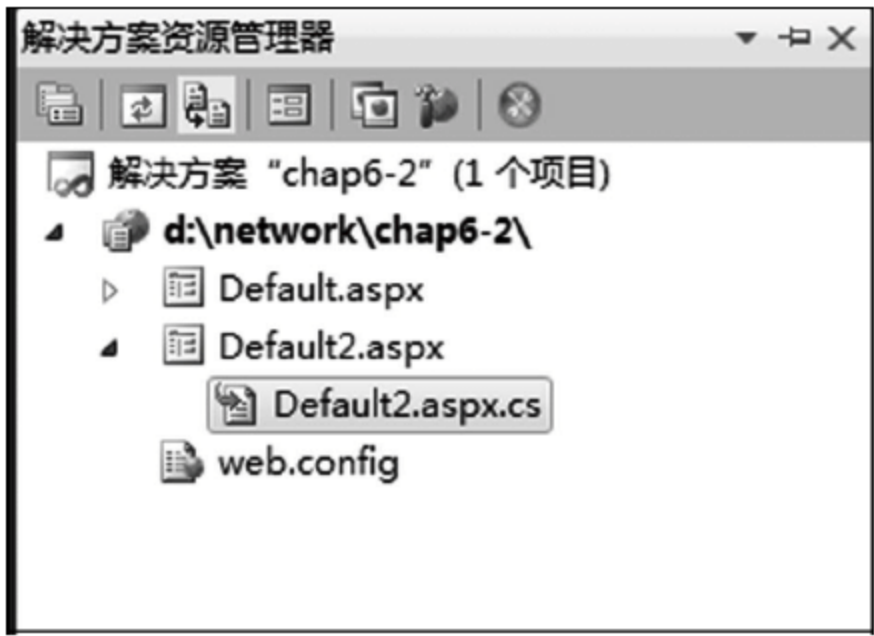 解决方案资源管理器
解决方案 “chap6-2” (1 个项目)
d:\network\chap6-2\
Default.aspx
Default2.aspx
Default2.aspx.cs
web.config